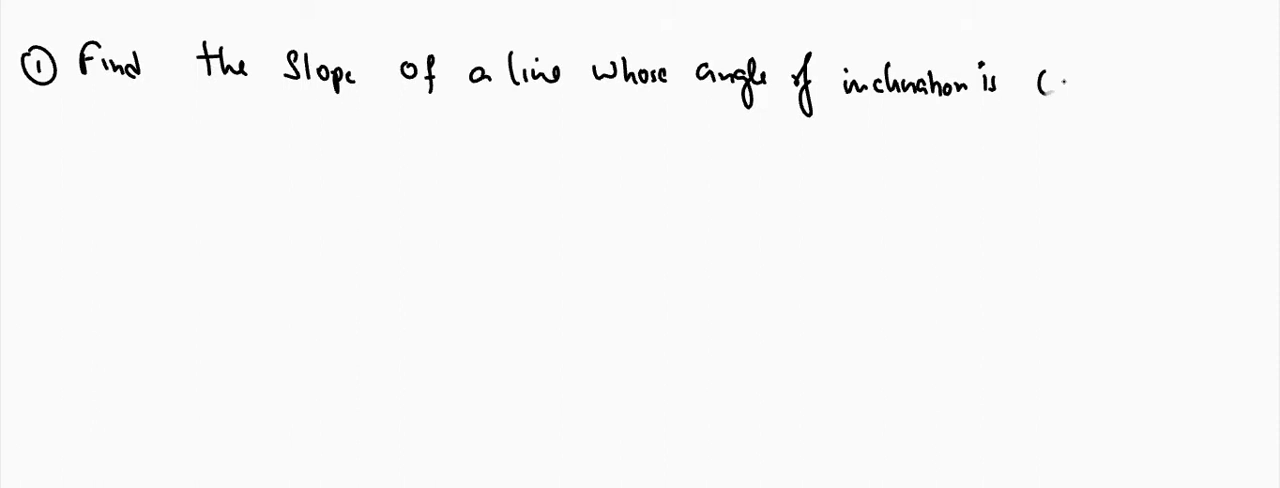 ① Find the Slope of a line whose angle of inclination is (